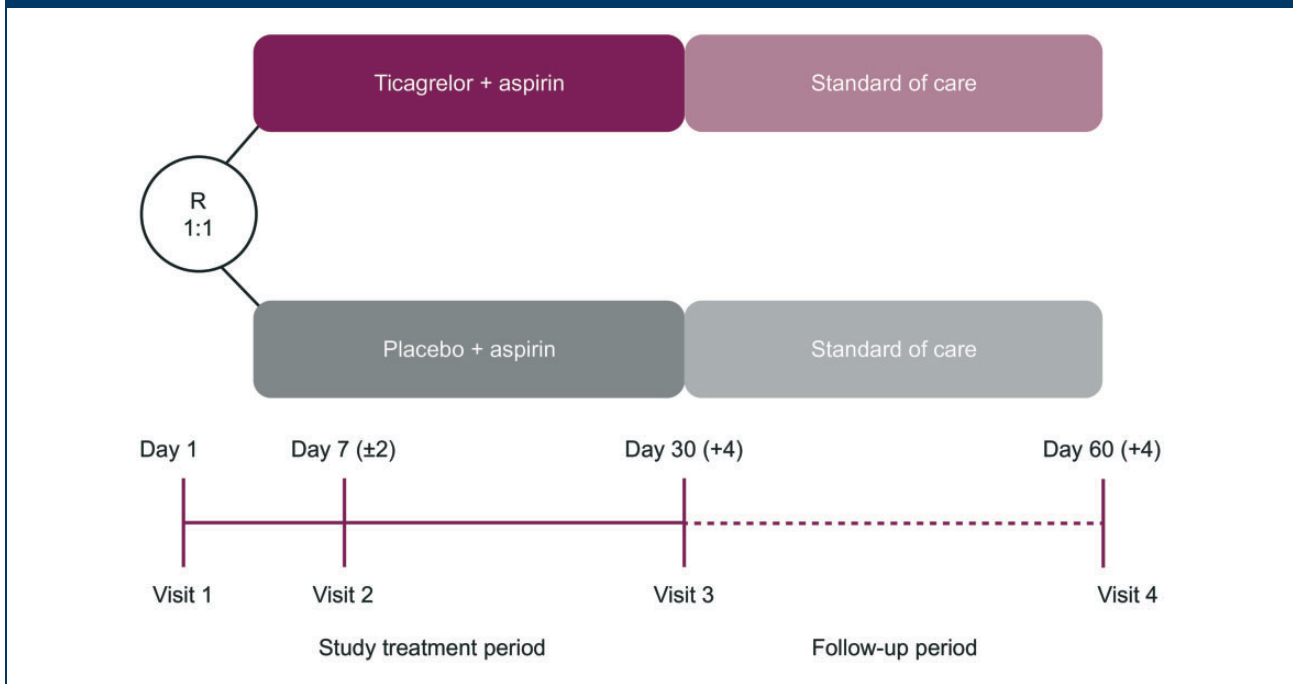 Ticagrelor + aspirin
Standard of care
R
1:1
Placebo + aspirin
Standard of care
Day 1
Day 7 (±2)
Day 30 (+4)
Day 60 (+4)
Visit 1
Visit 2
Visit 3
Visit 4
Study treatment period
Follow-up period